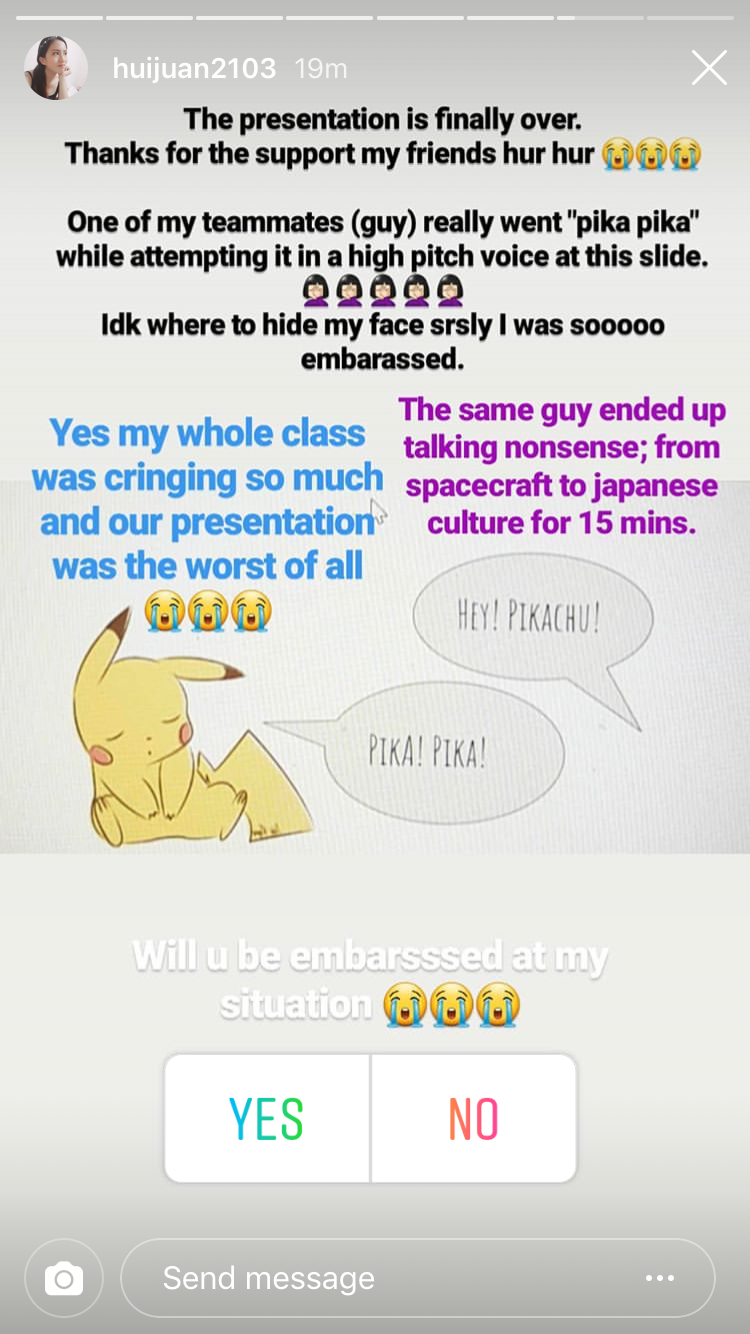 huijuan2103 19m
The presentation is finally over.
Thanks for the support my friends hur hur 😭😭😭
One of my teammates (guy) really went "pika pika"
while attempting it in a high pitch voice at this slide.
🤦🏻‍♀️🤦🏻‍♀️🤦🏻‍♀️🤦🏻‍♀️🤦🏻‍♀️
Idk where to hide my face srsly I was sooooo
embarassed.
Yes my whole class
was cringing so much
and our presentation
was the worst of all
😭😭😭
The same guy ended up
talking nonsense; from
spacecraft to japanese
culture for 15 mins.
HEY! PIKACHU!
PIKA! PIKA!
Will u be embarsssed at my
situation 😭😭😭
YES
NO
Send message